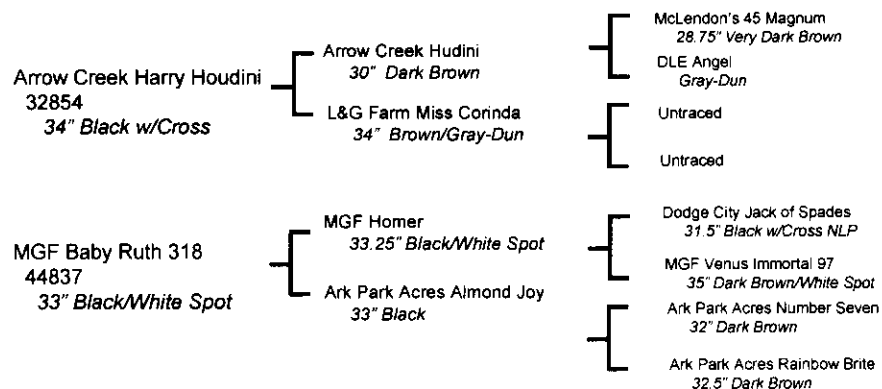 Arrow Creek Harry Houdini
32854
34" Black w/Cross
Arrow Creek Hudini
30" Dark Brown
L&G Farm Miss Corinda
34" Brown/Gray-Dun
McLendon's 45 Magnum
28.75" Very Dark Brown
DLE Angel
Gray-Dun
Untraced
Untraced
MGF Baby Ruth 318
44837
33" Black/White Spot
MGF Homer
33.25" Black/White Spot
Ark Park Acres Almond Joy
33" Black
Dodge City Jack of Spades
31.5" Black w/Cross NLP
MGF Venus Immortal 97
35" Dark Brown/White Spot
Ark Park Acres Number Seven
32" Dark Brown
Ark Park Acres Rainbow Brite
32.5" Dark Brown